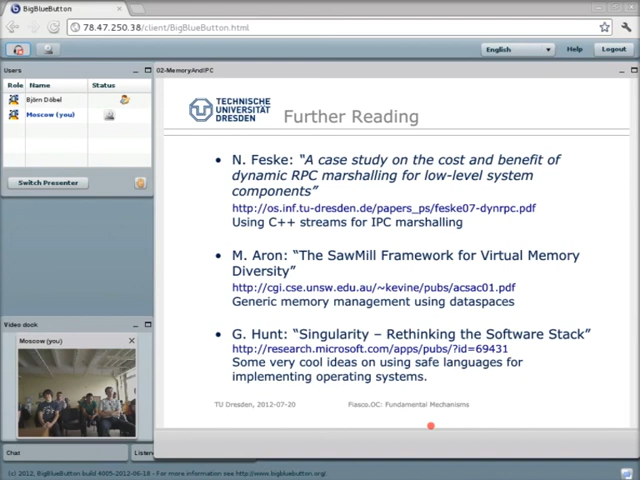 BigBlueButton
78.47.250.38/client/BigBlueButton.html
English
Help
Logout
Users
02-MemoryAndIPC
Role Name Status
Björn Döbel
Moscow (you)
Switch Presenter
TECHNISCHE
UNIVERSITÄT
DRESDEN
Further Reading
• N. Feske: “A case study on the cost and benefit of
dynamic RPC marshalling for low-level system
components”
http://os.inf.tu-dresden.de/papers_ps/feske07-dynrpc.pdf
Using C++ streams for IPC marshalling
• M. Aron: “The SawMill Framework for Virtual Memory
Diversity”
http://cgi.cse.unsw.edu.au/~kevine/pubs/acsac01.pdf
Generic memory management using dataspaces
• G. Hunt: “Singularity – Rethinking the Software Stack”
http://research.microsoft.com/apps/pubs/?id=69431
Some very cool ideas on using safe languages for
implementing operating systems.
TU Dresden, 2012-07-20
Fiasco.OC: Fundamental Mechanisms
Video dock
Moscow (you)
Chat
Listen
(c) 2012, BigBlueButton build 4005-2012-06-18 - For more information see http://www.bigbluebutton.org/